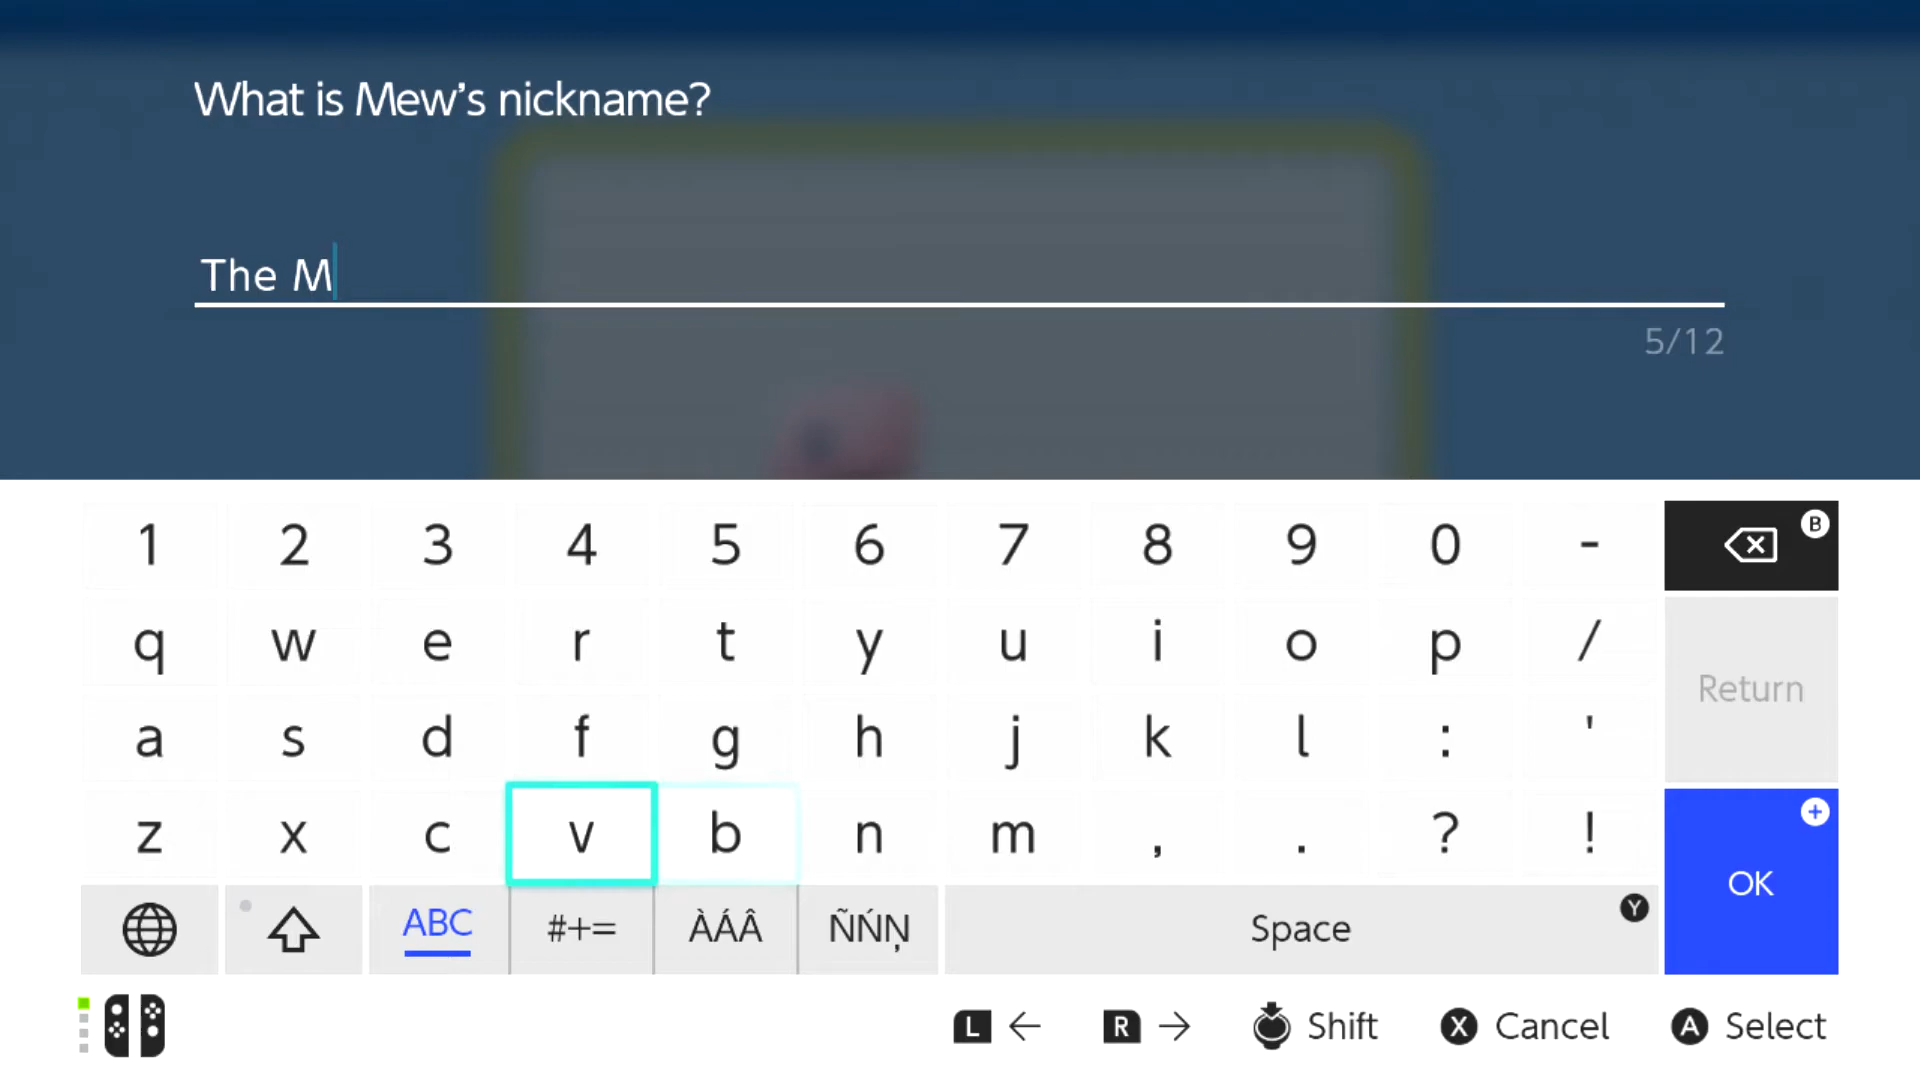 What is Mew's nickname?
The M
5/12
1 2 3 4 5 6 7 8 9 0 - B
q w e r t y u i o p / Return
a s d f g h j k l : '
z x c v b n m , . ? ! + OK
ABC #+= ÀÁÂ ÑŃŅ Space Y
L ← R → Shift X Cancel A Select